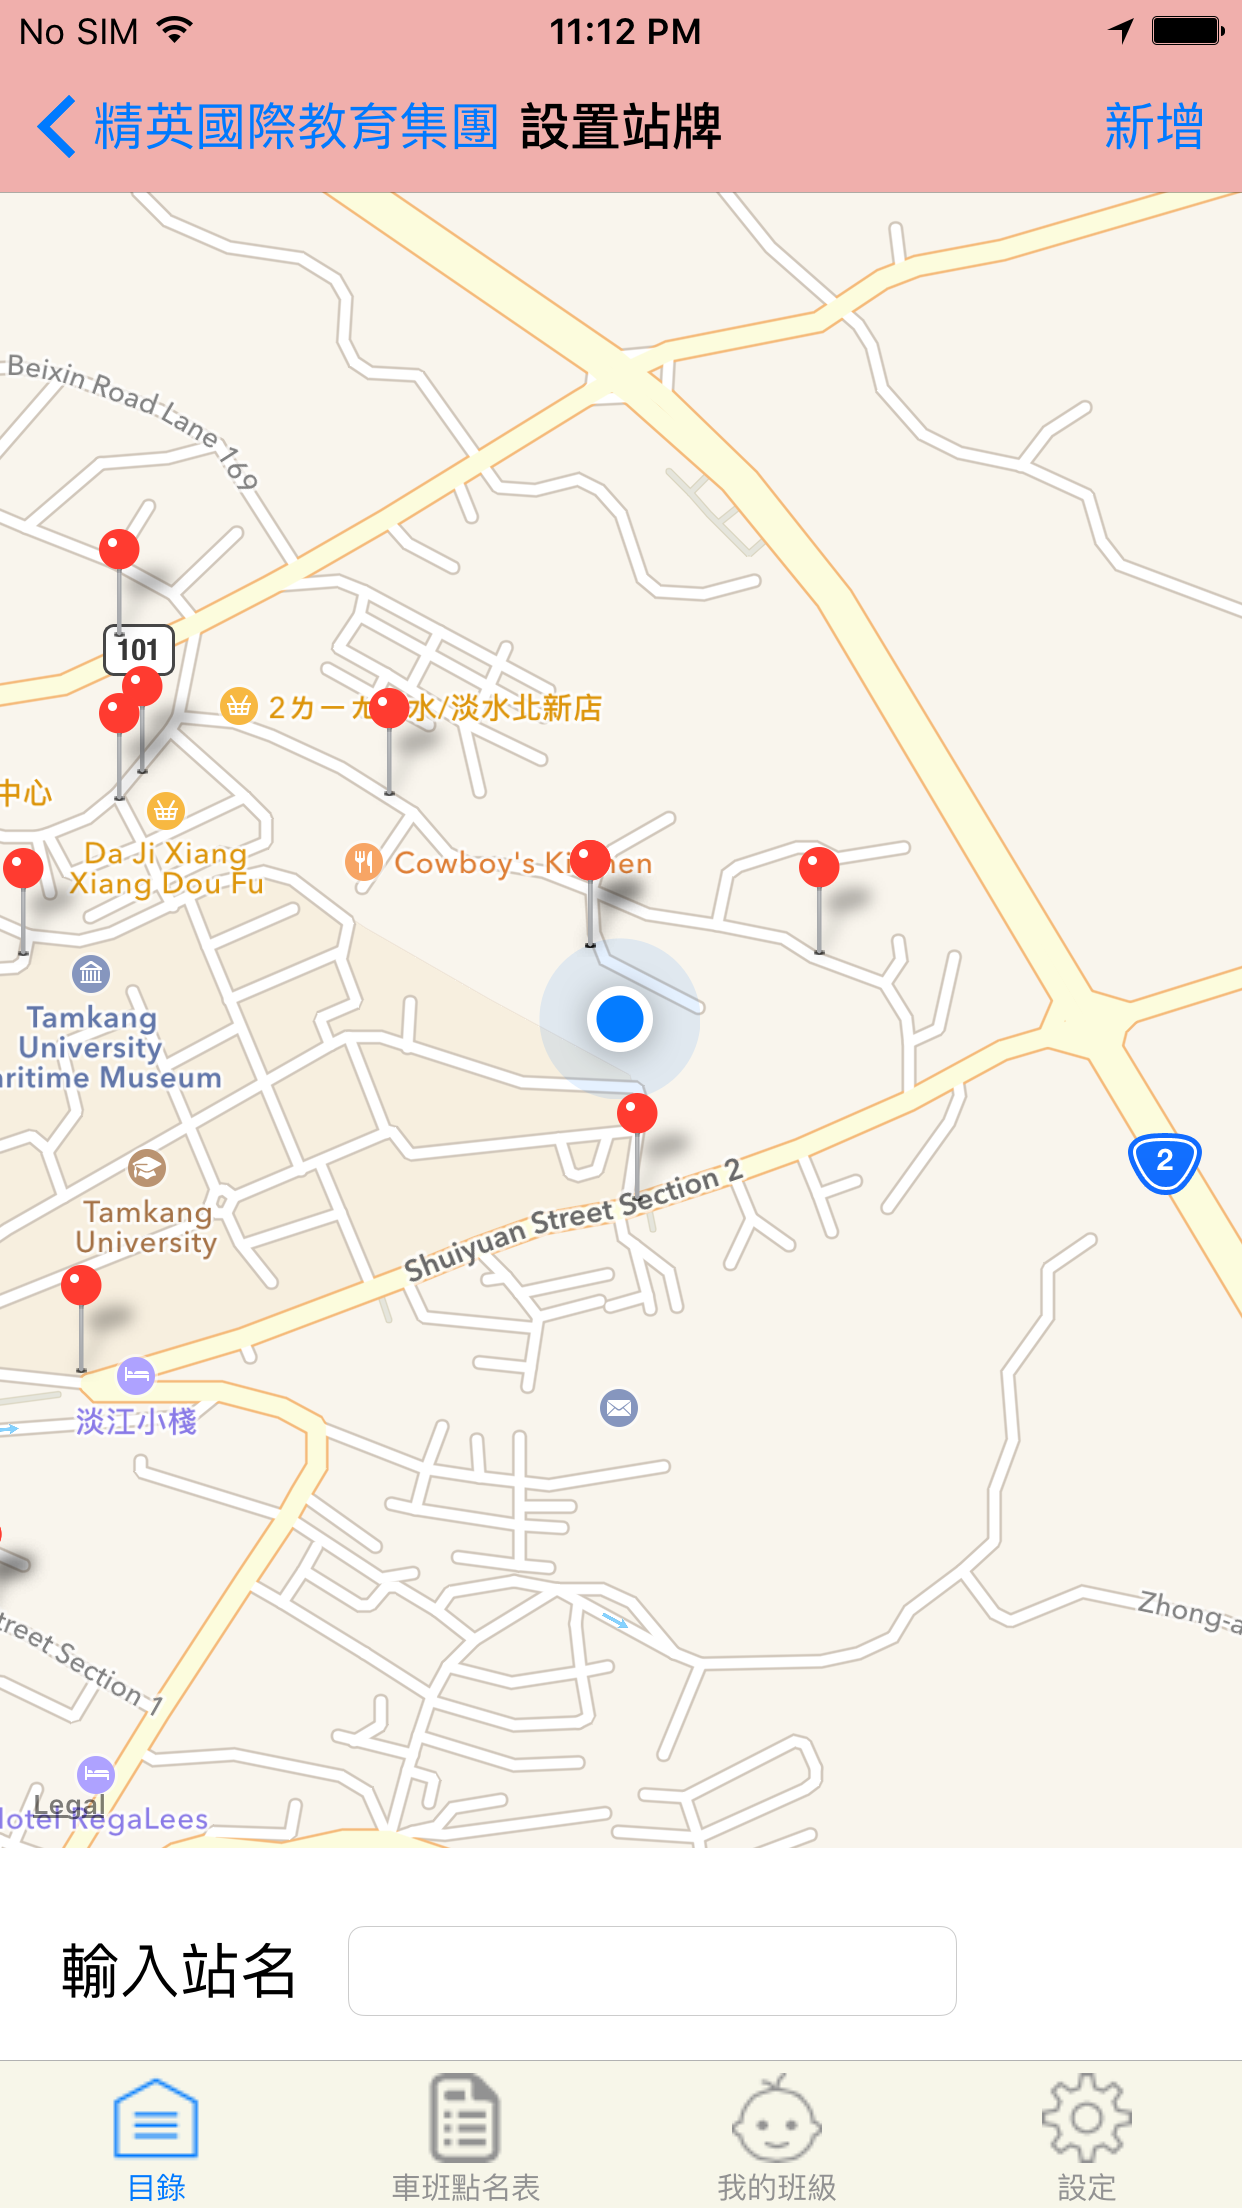 No SIM 11:12 PM
精英國際教育集團 設置站牌 新增
Beixin Road Lane 169
101
2ㄌㄧㄤ 水/淡水北新店
中心
Da Ji Xiang
Xiang Dou Fu
Cowboy's Kitchen
Tamkang
University
aritime Museum
2
Tamkang
University
Shuiyuan Street Section 2
淡江小棧
Zhong-a
treet Section 1
Legal
Hotel RegaLees
輸入站名
目錄 車班點名表 我的班級 設定